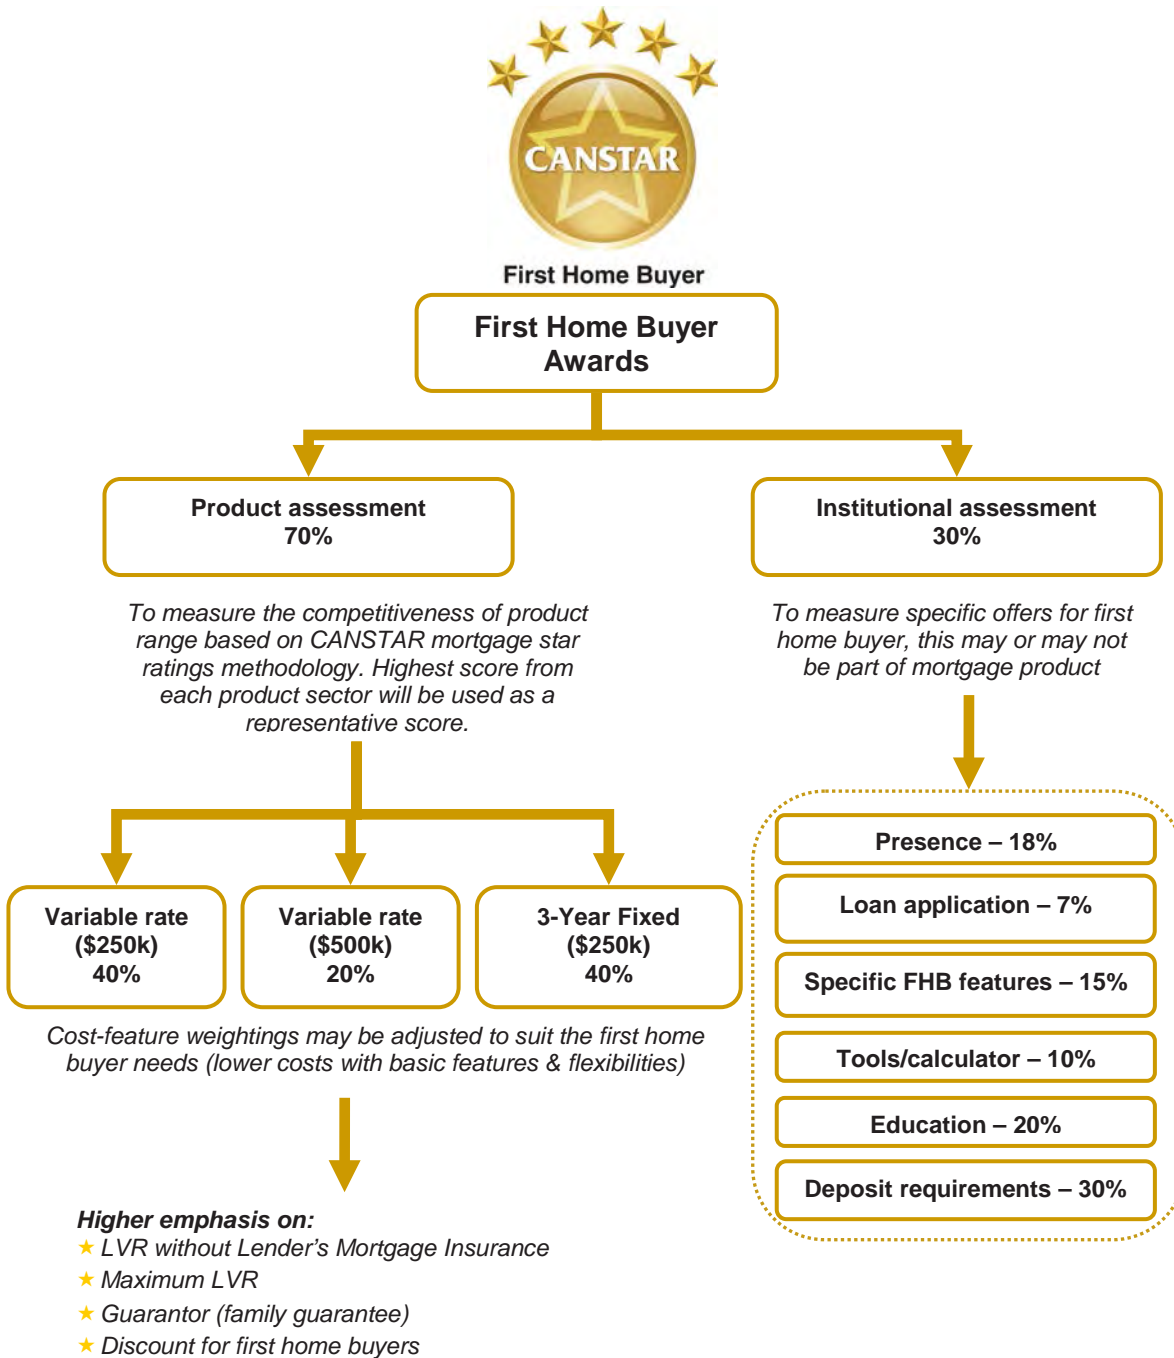 CANSTAR
First Home Buyer
First Home Buyer
Awards
Product assessment
70%
Institutional assessment
30%
To measure the competitiveness of product
range based on CANSTAR mortgage star
ratings methodology. Highest score from
each product sector will be used as a
representative score.
To measure specific offers for first
home buyer, this may or may not
be part of mortgage product
Variable rate
($250k)
40%
Variable rate
($500k)
20%
3-Year Fixed
($250k)
40%
Cost-feature weightings may be adjusted to suit the first home
buyer needs (lower costs with basic features & flexibilities)
Higher emphasis on:
LVR without Lender's Mortgage Insurance
Maximum LVR
Guarantor (family guarantee)
Discount for first home buyers
Presence – 18%
Loan application – 7%
Specific FHB features – 15%
Tools/calculator – 10%
Education – 20%
Deposit requirements – 30%